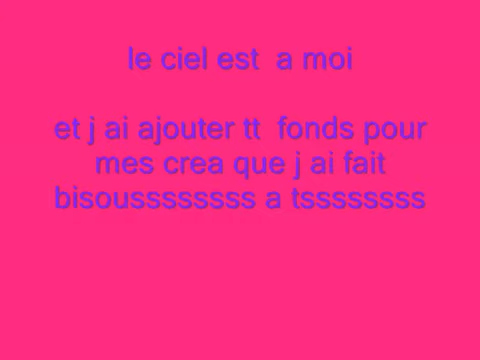 le ciel est  a moi
et j ai ajouter tt  fonds pour
mes crea que j ai fait
bisousssssssss a tssssssss